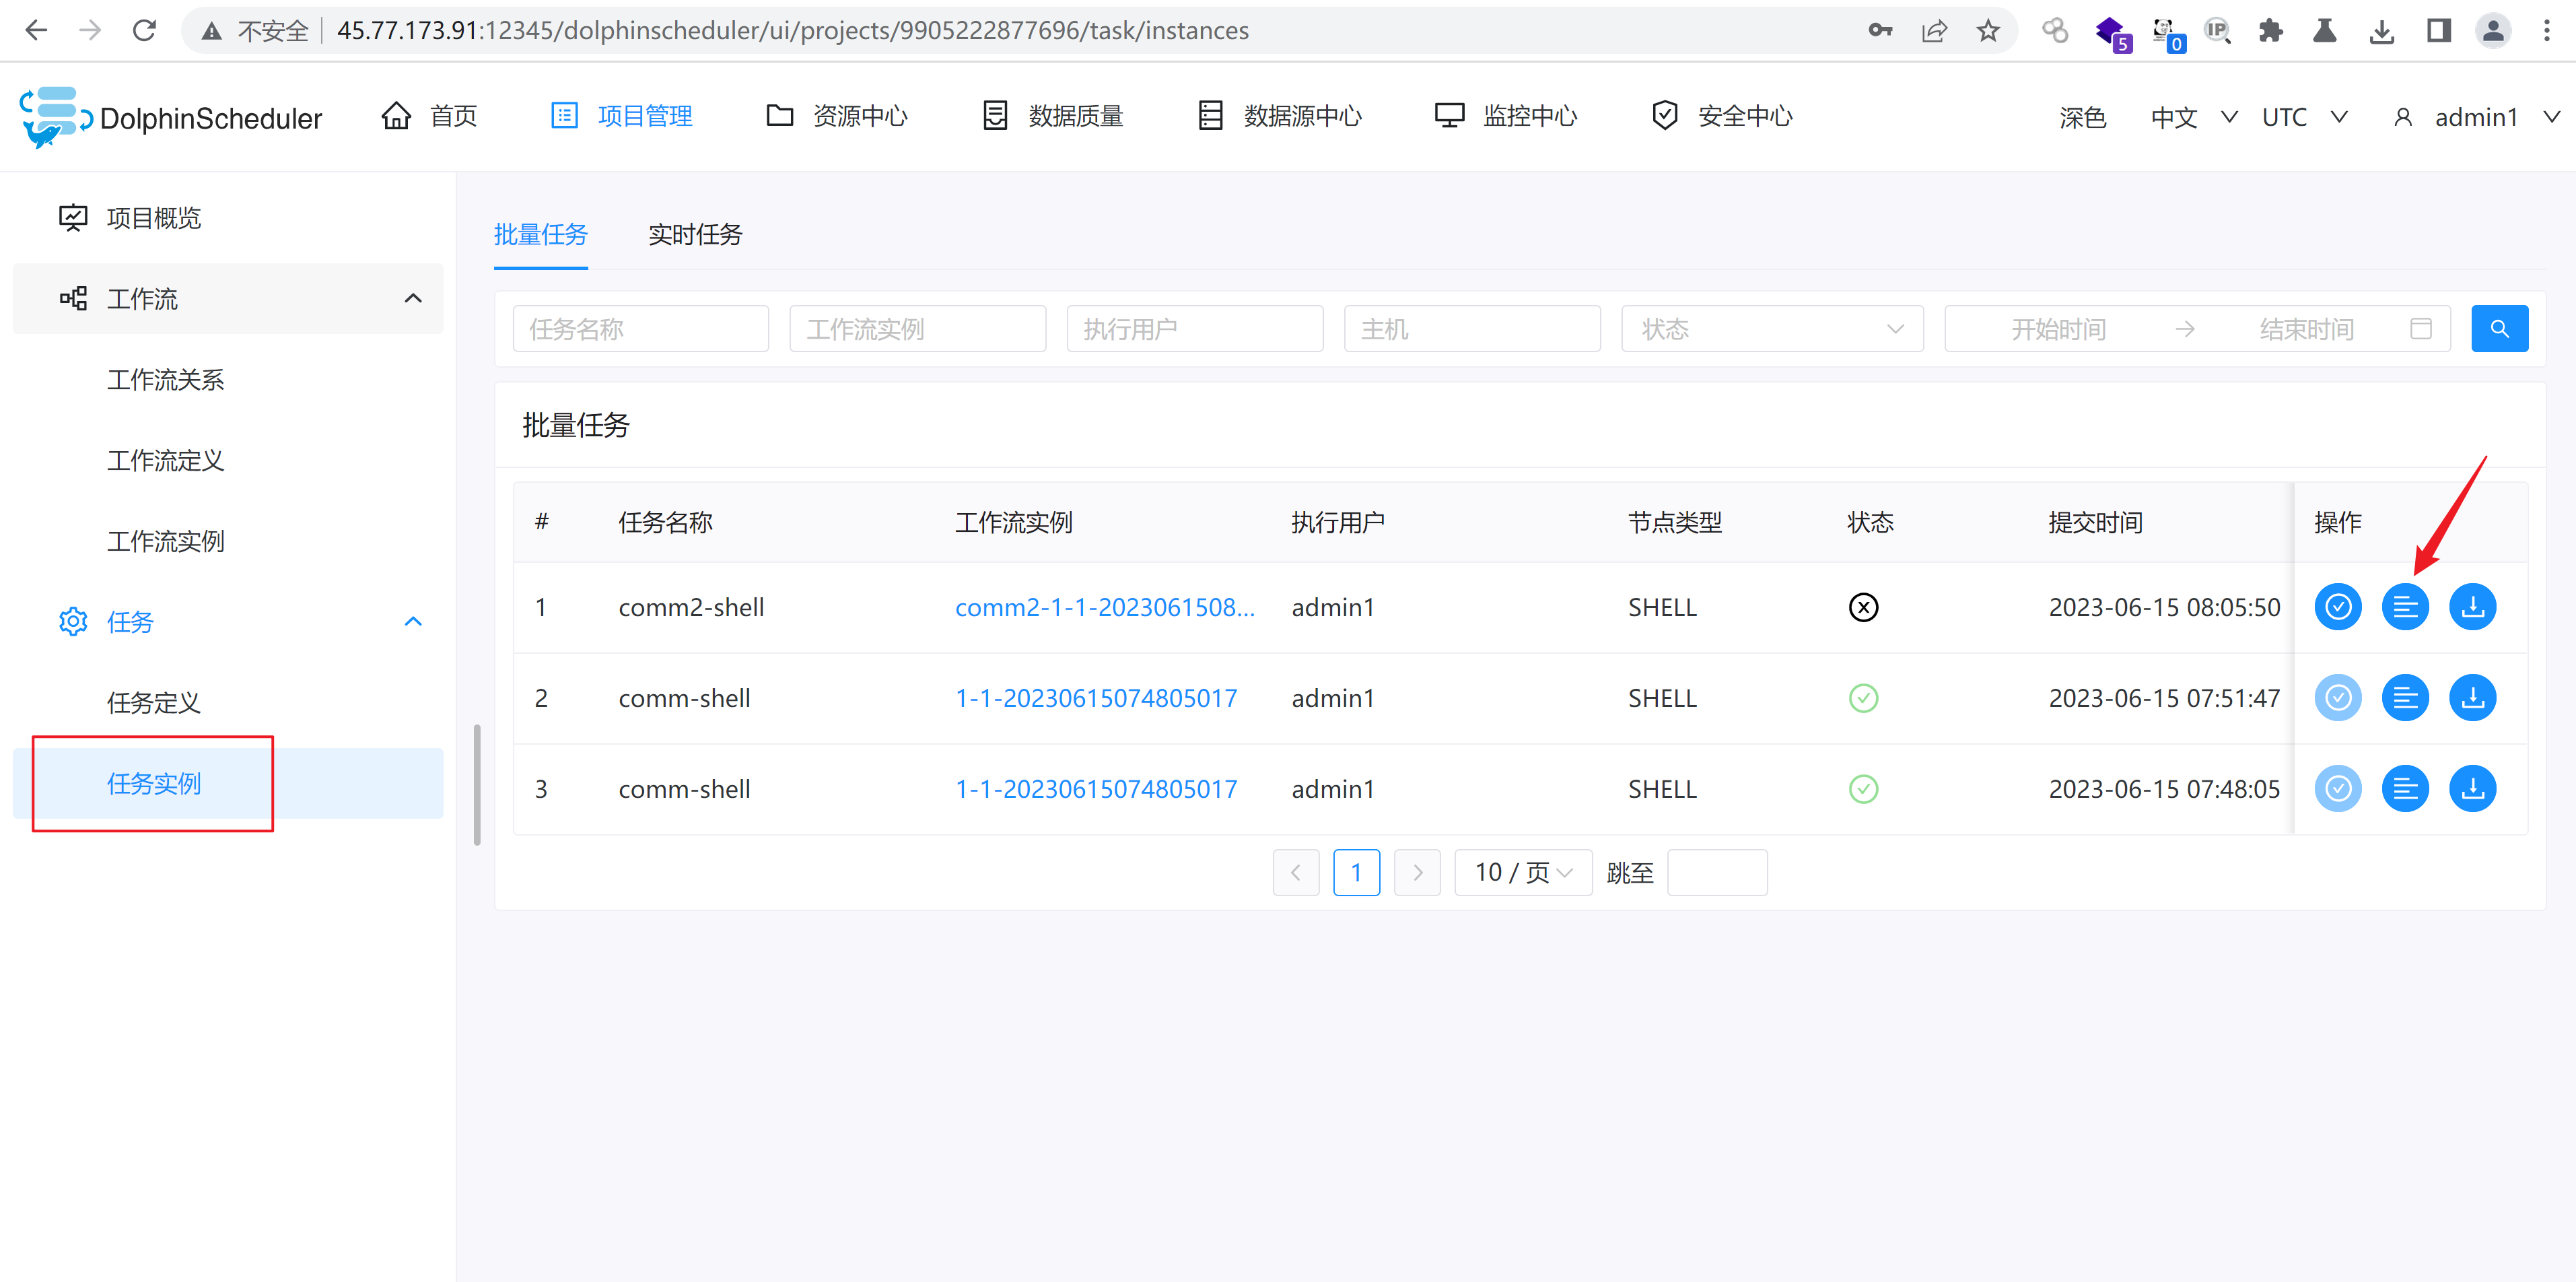 不安全 45.77.173.91:12345/dolphinscheduler/ui/projects/9905222877696/task/instances
5 0 IP
DolphinScheduler 首页 项目管理 资源中心 数据质量 数据源中心 监控中心 安全中心 深色 中文 UTC admin1
项目概览
工作流
工作流关系
工作流定义
工作流实例
任务
任务定义
任务实例
批量任务 实时任务
任务名称 工作流实例 执行用户 主机 状态 开始时间 结束时间
批量任务
# 任务名称 工作流实例 执行用户 节点类型 状态 提交时间 操作
1 comm2-shell comm2-1-1-2023061508... admin1 SHELL 2023-06-15 08:05:50
2 comm-shell 1-1-20230615074805017 admin1 SHELL 2023-06-15 07:51:47
3 comm-shell 1-1-20230615074805017 admin1 SHELL 2023-06-15 07:48:05
1 10 / 页 跳至